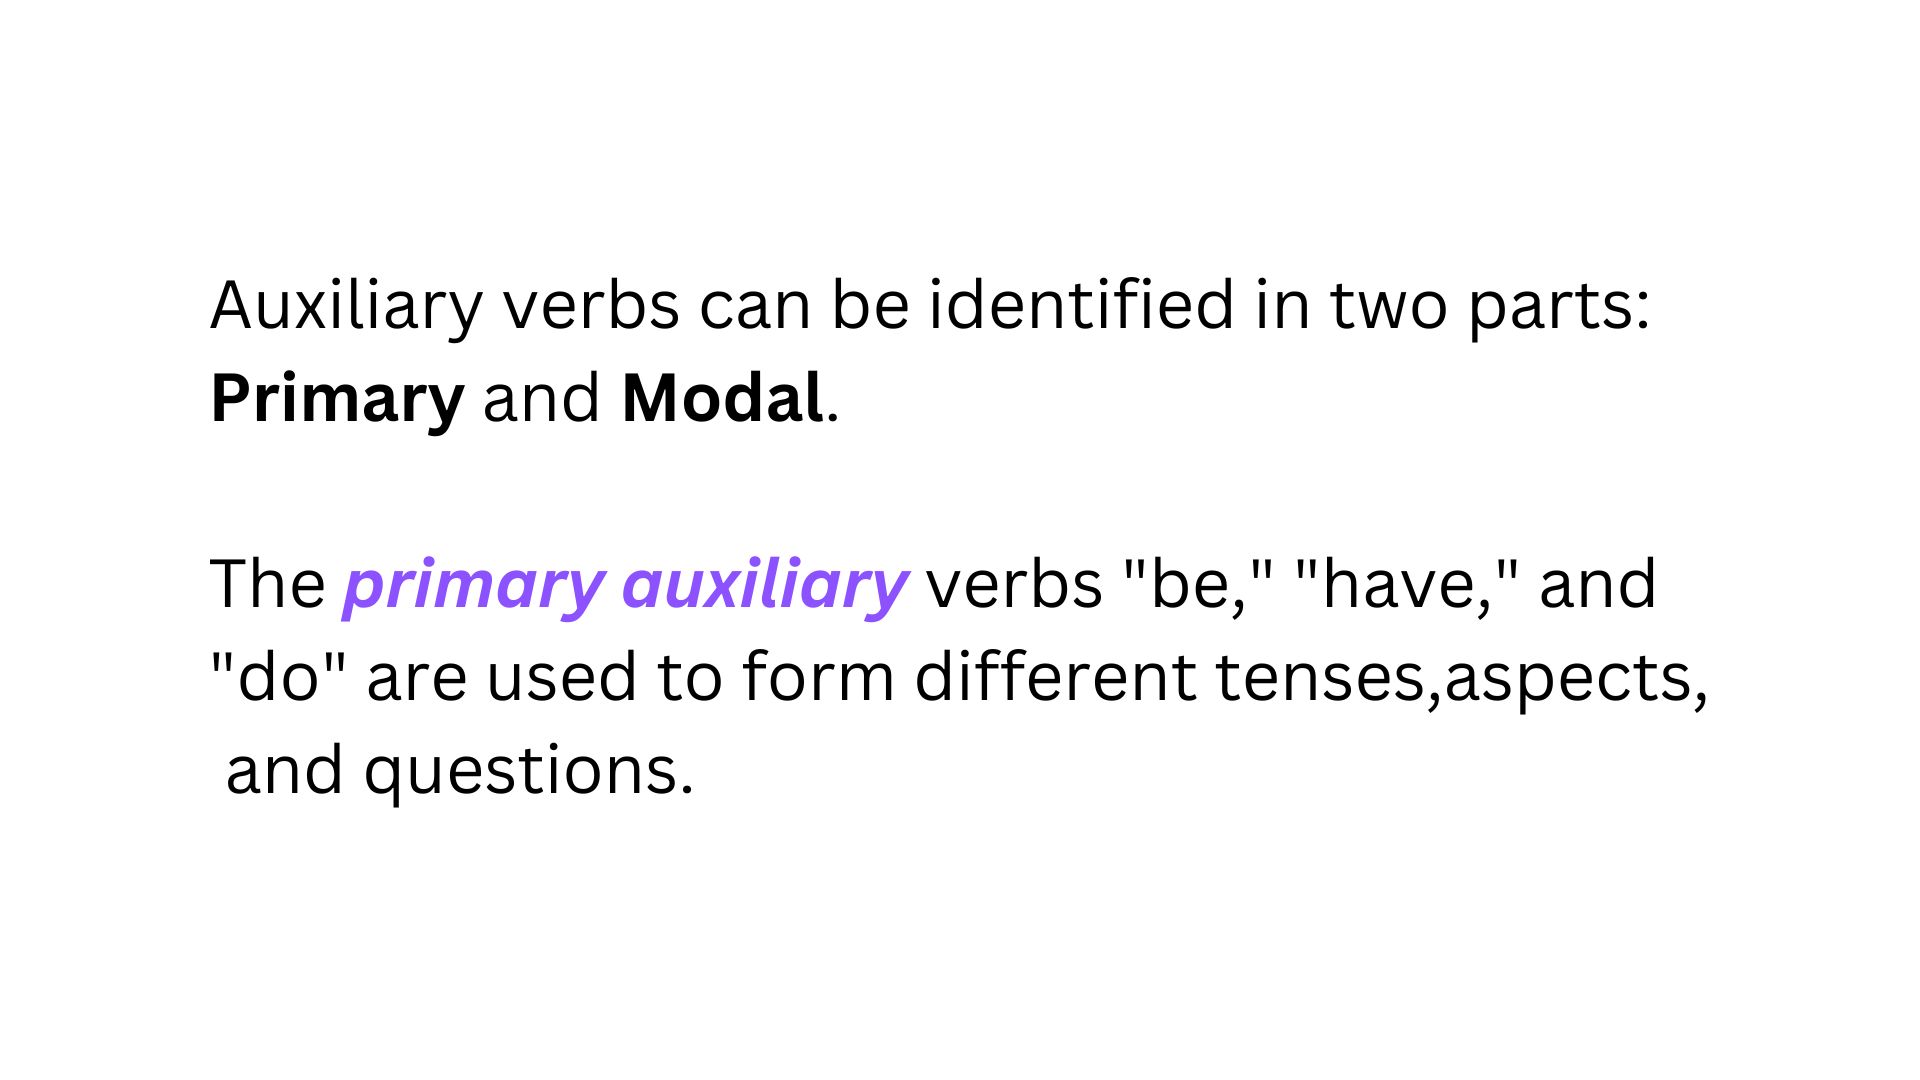 Auxiliary verbs can be identified in two parts:
Primary and Modal.
The primary auxiliary verbs "be," "have," and
"do" are used to form different tenses,aspects,
and questions.